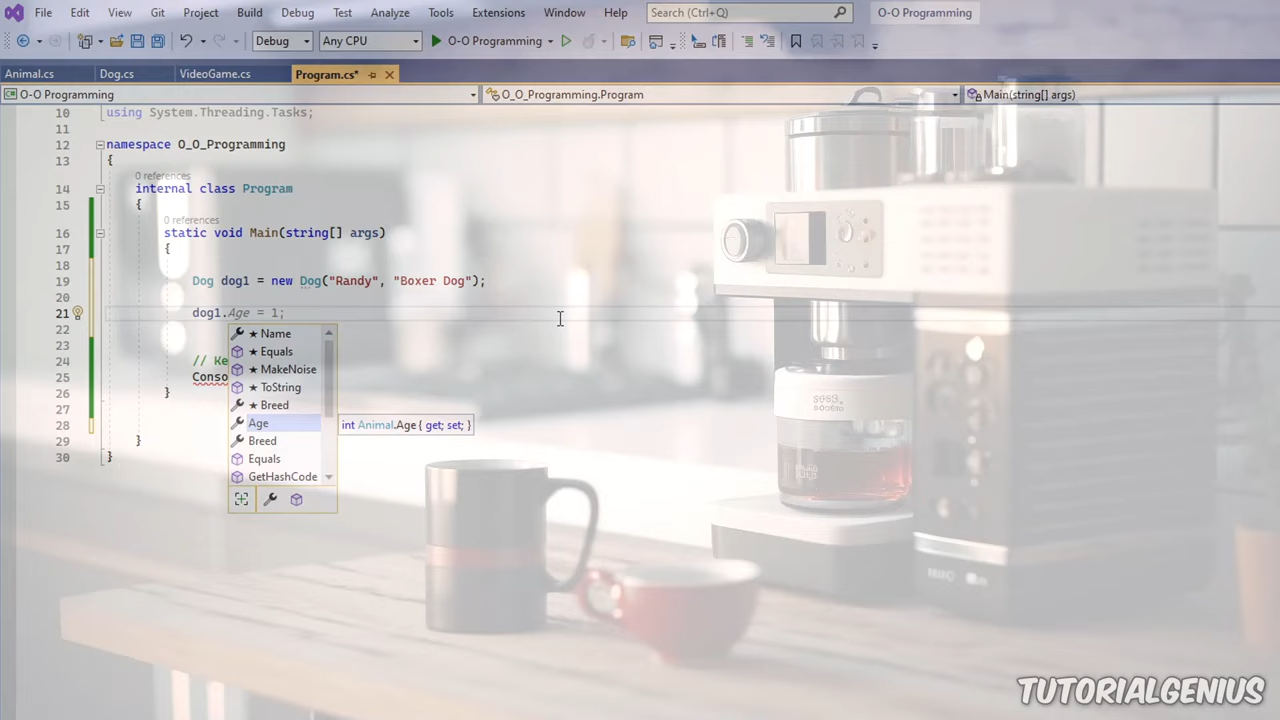 File Edit View Git Project Build Debug Test Analyze Tools Extensions Window Help Search (Ctrl+Q) O-O Programming
Debug Any CPU O-O Programming
Animal.cs Dog.cs VideoGame.cs Program.cs*
O-O Programming O_O_Programming.Program Main(string[] args)
10 using System.Threading.Tasks;
11
12 namespace O_O_Programming
13 {
0 references
14 internal class Program
15 {
0 references
16 static void Main(string[] args)
17 {
18
19 Dog dog1 = new Dog("Randy", "Boxer Dog");
20
21 dog1.Age = 1;
22
23
24 // Ke
25 Conso
26 }
27
28
29 }
30 }
★ Name
★ Equals
★ MakeNoise
★ ToString
★ Breed
Age
int Animal.Age { get; set; }
Breed
Equals
GetHashCode
TUTORIALGENIUS